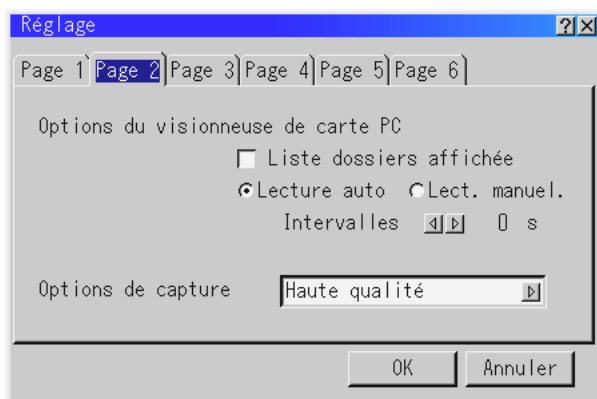 Réglage
Page 1 Page 2 Page 3 Page 4 Page 5 Page 6
Options du visionneuse de carte PC
Liste dossiers affichée
Lecture auto Lect. manuel.
Intervalles 0 s
Options de capture Haute qualité
OK Annuler